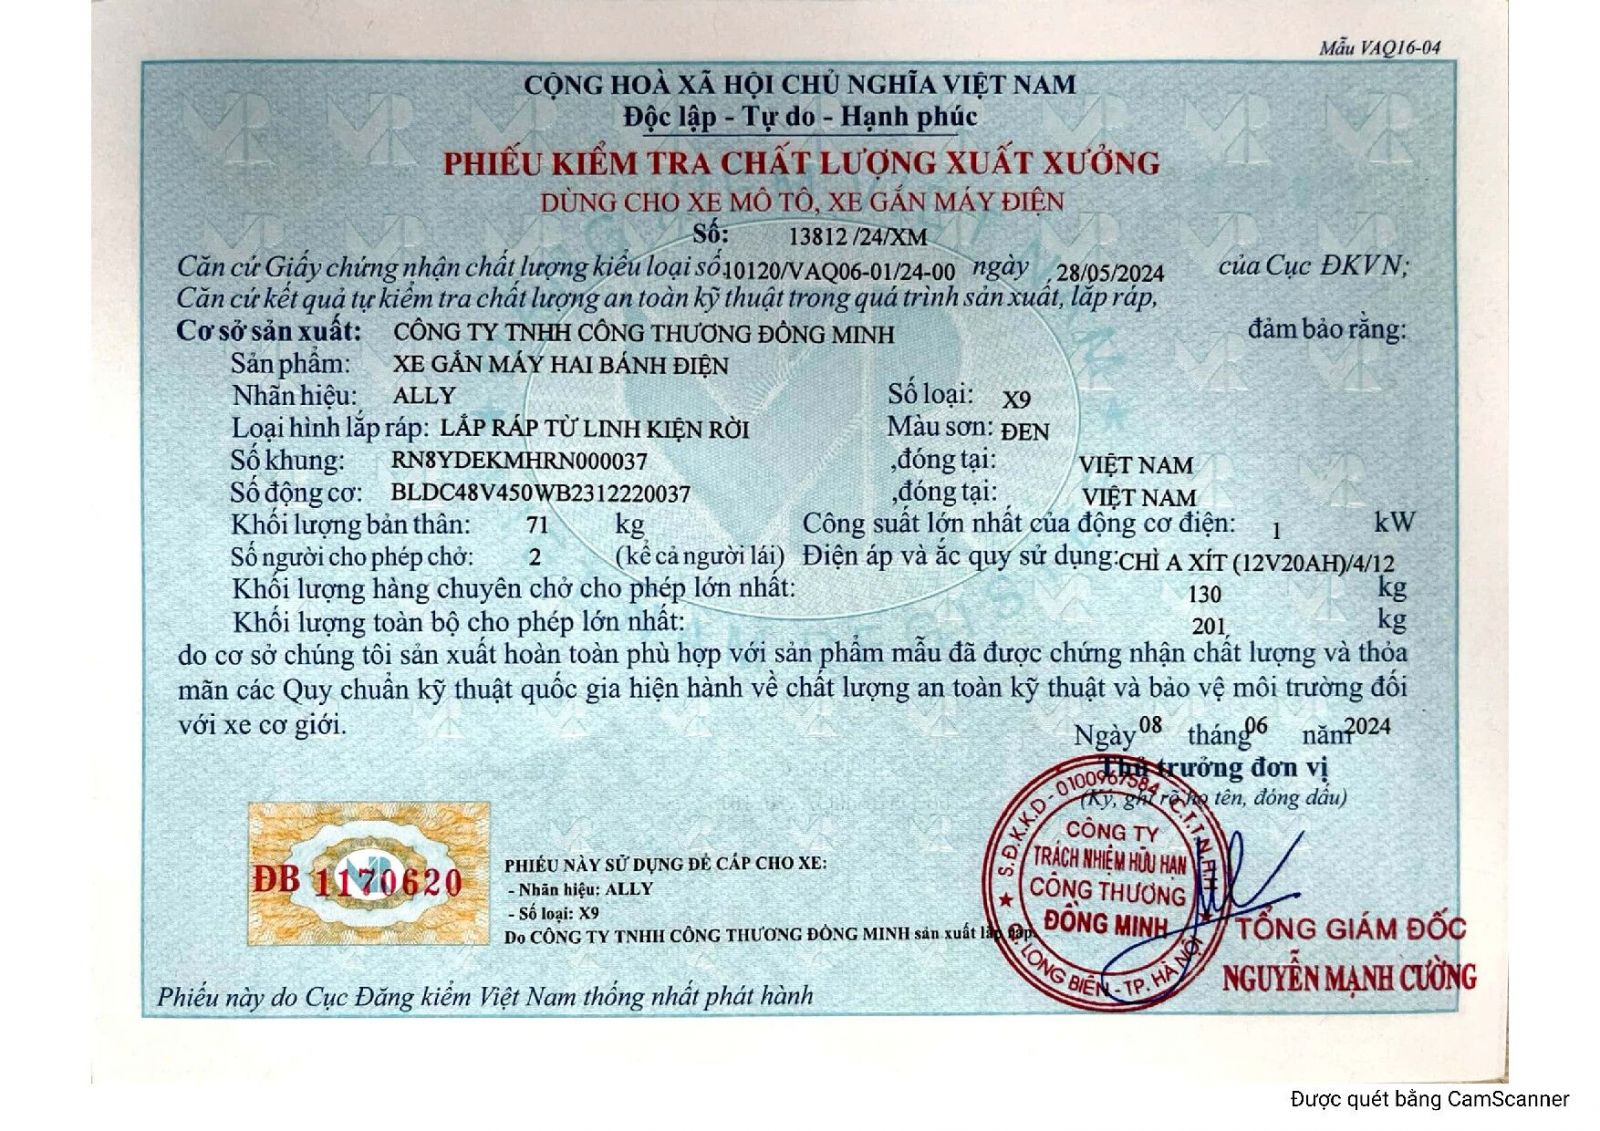 Mẫu VAQ16-04
CỘNG HOÀ XÃ HỘI CHỦ NGHĨA VIỆT NAM
Độc lập - Tự do - Hạnh phúc
PHIẾU KIỂM TRA CHẤT LƯỢNG XUẤT XƯỞNG
DÙNG CHO XE MÔ TÔ, XE GẮN MÁY ĐIỆN
Số: 13812 /24/XM
Căn cứ Giấy chứng nhận chất lượng kiểu loại số 10120/VAQ06-01/24-00 ngày 28/05/2024 của Cục ĐKVN;
Căn cứ kết quả tự kiểm tra chất lượng an toàn kỹ thuật trong quá trình sản xuất, lắp ráp,
Cơ sở sản xuất: CÔNG TY TNHH CÔNG THƯƠNG ĐÔNG MINH đảm bảo rằng:
Sản phẩm: XE GẮN MÁY HAI BÁNH ĐIỆN
Nhãn hiệu: ALLY Số loại: X9
Loại hình lắp ráp: LẮP RÁP TỪ LINH KIỆN RỜI Màu sơn: ĐEN
Số khung: RN8YDEKMHRN000037 ,đóng tại: VIỆT NAM
Số động cơ: BLDC48V450WB2312220037 ,đóng tại: VIỆT NAM
Khối lượng bản thân: 71 kg Công suất lớn nhất của động cơ điện: 1 kW
Số người cho phép chở: 2 (kể cả người lái) Điện áp và ắc quy sử dụng: CHÌ A XÍT (12V20AH)/4/12
Khối lượng hàng chuyên chở cho phép lớn nhất: 130 kg
Khối lượng toàn bộ cho phép lớn nhất: 201 kg
do cơ sở chúng tôi sản xuất hoàn toàn phù hợp với sản phẩm mẫu đã được chứng nhận chất lượng và thỏa
mãn các Quy chuẩn kỹ thuật quốc gia hiện hành về chất lượng an toàn kỹ thuật và bảo vệ môi trường đối
với xe cơ giới.
Ngày 08 tháng 06 năm 2024
Thủ trưởng đơn vị
(Ký, ghi rõ họ tên, đóng dấu)
S.Đ.K.K.D - 0100967584 - C.T.T.N.H.H
CÔNG TY
TRÁCH NHIỆM HỮU HẠN
CÔNG THƯƠNG
ĐÔNG MINH
Q. LONG BIÊN - TP. HÀ NỘI
ĐB 1170620
PHIẾU NÀY SỬ DỤNG ĐỂ CẤP CHO XE:
- Nhãn hiệu: ALLY
- Số loại: X9
Do CÔNG TY TNHH CÔNG THƯƠNG ĐÔNG MINH sản xuất lắp ráp.
TỔNG GIÁM ĐỐC
NGUYỄN MẠNH CƯỜNG
Phiếu này do Cục Đăng kiểm Việt Nam thống nhất phát hành
Được quét bằng CamScanner